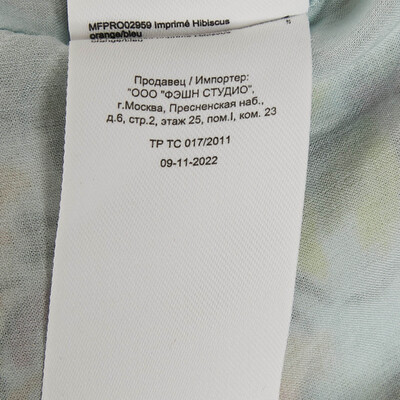 MFPRO02959 Imprimé Hibiscus
orange/bleu
Продавец / Импортер:
"ООО "ФЭШН СТУДИО",
г.Москва, Пресненская наб.,
д.6, стр.2, этаж 25, пом.I, ком. 23
ТР ТС 017/2011
09-11-2022